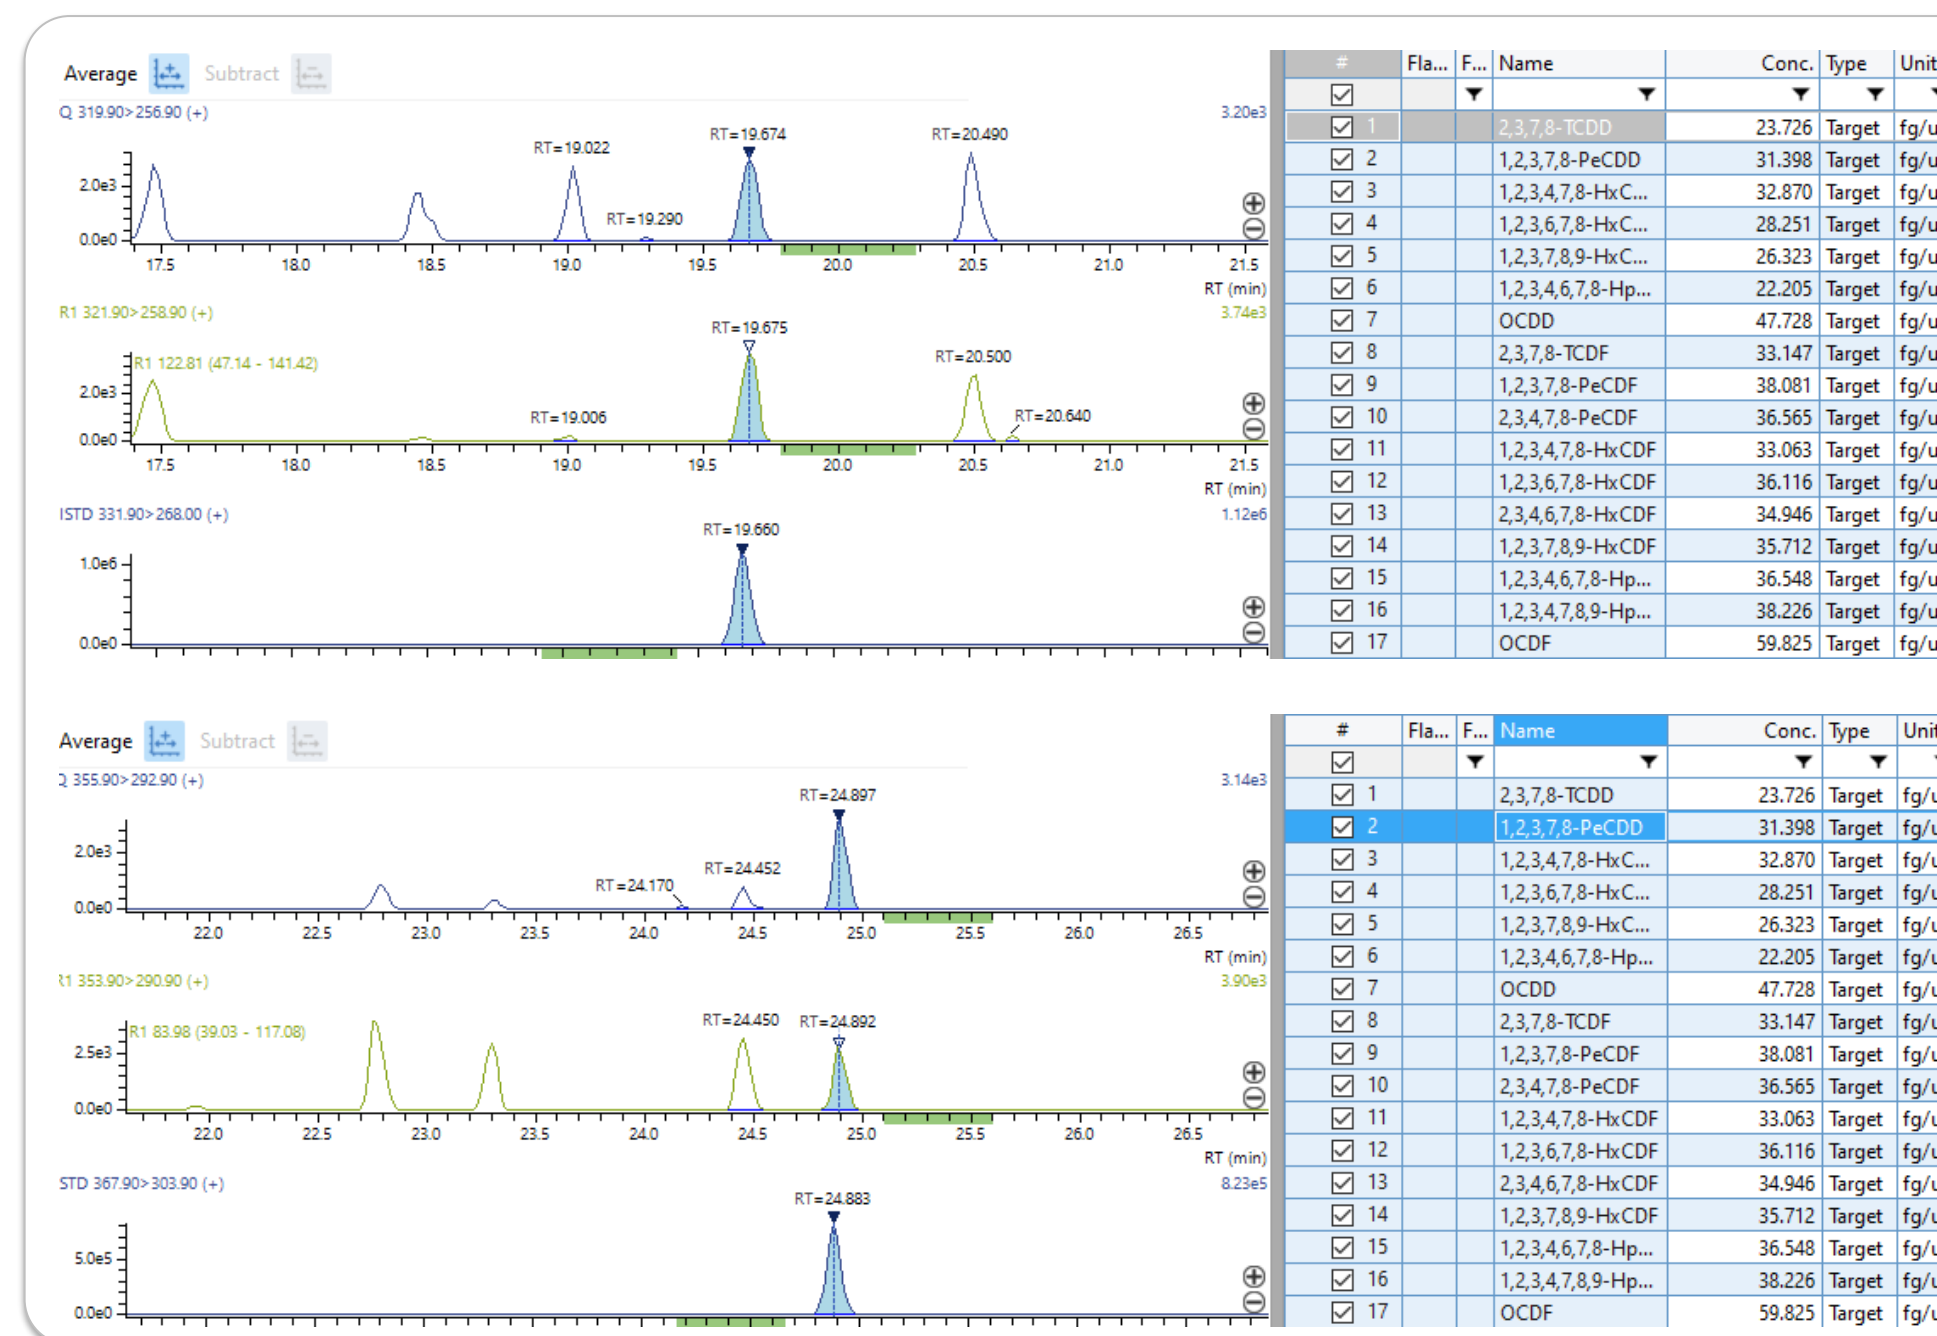 Average Subtract
Q 319.90>256.90 (+)
3.20e3
RT=19.022
RT=19.290
RT=19.674
RT=20.490
2.0e3
0.0e0
17.5 18.0 18.5 19.0 19.5 20.0 20.5 21.0 21.5
RT (min)
R1 321.90>258.90 (+)
3.74e3
R1 122.81 (47.14 - 141.42)
RT=19.006
RT=19.675
RT=20.500
RT=20.640
2.0e3
0.0e0
17.5 18.0 18.5 19.0 19.5 20.0 20.5 21.0 21.5
RT (min)
ISTD 331.90>268.00 (+)
1.12e6
RT=19.660
1.0e6
0.0e0
# Fla... F... Name Conc. Type Unit
1 2,3,7,8-TCDD 23.726 Target fg/u
2 1,2,3,7,8-PeCDD 31.398 Target fg/u
3 1,2,3,4,7,8-HxC... 32.870 Target fg/u
4 1,2,3,6,7,8-HxC... 28.251 Target fg/u
5 1,2,3,7,8,9-HxC... 26.323 Target fg/u
6 1,2,3,4,6,7,8-Hp... 22.205 Target fg/u
7 OCDD 47.728 Target fg/u
8 2,3,7,8-TCDF 33.147 Target fg/u
9 1,2,3,7,8-PeCDF 38.081 Target fg/u
10 2,3,4,7,8-PeCDF 36.565 Target fg/u
11 1,2,3,4,7,8-HxCDF 33.063 Target fg/u
12 1,2,3,6,7,8-HxCDF 36.116 Target fg/u
13 2,3,4,6,7,8-HxCDF 34.946 Target fg/u
14 1,2,3,7,8,9-HxCDF 35.712 Target fg/u
15 1,2,3,4,6,7,8-Hp... 36.548 Target fg/u
16 1,2,3,4,7,8,9-Hp... 38.226 Target fg/u
17 OCDF 59.825 Target fg/u
Average Subtract
Q 355.90>292.90 (+)
3.14e3
RT=24.170
RT=24.452
RT=24.897
2.0e3
0.0e0
22.0 22.5 23.0 23.5 24.0 24.5 25.0 25.5 26.0 26.5
RT (min)
R1 353.90>290.90 (+)
3.90e3
R1 83.98 (39.03 - 117.08)
RT=24.450
RT=24.892
2.5e3
0.0e0
22.0 22.5 23.0 23.5 24.0 24.5 25.0 25.5 26.0 26.5
RT (min)
STD 367.90>303.90 (+)
8.23e5
RT=24.883
5.0e5
0.0e0
# Fla... F... Name Conc. Type Unit
1 2,3,7,8-TCDD 23.726 Target fg/u
2 1,2,3,7,8-PeCDD 31.398 Target fg/u
3 1,2,3,4,7,8-HxC... 32.870 Target fg/u
4 1,2,3,6,7,8-HxC... 28.251 Target fg/u
5 1,2,3,7,8,9-HxC... 26.323 Target fg/u
6 1,2,3,4,6,7,8-Hp... 22.205 Target fg/u
7 OCDD 47.728 Target fg/u
8 2,3,7,8-TCDF 33.147 Target fg/u
9 1,2,3,7,8-PeCDF 38.081 Target fg/u
10 2,3,4,7,8-PeCDF 36.565 Target fg/u
11 1,2,3,4,7,8-HxCDF 33.063 Target fg/u
12 1,2,3,6,7,8-HxCDF 36.116 Target fg/u
13 2,3,4,6,7,8-HxCDF 34.946 Target fg/u
14 1,2,3,7,8,9-HxCDF 35.712 Target fg/u
15 1,2,3,4,6,7,8-Hp... 36.548 Target fg/u
16 1,2,3,4,7,8,9-Hp... 38.226 Target fg/u
17 OCDF 59.825 Target fg/u